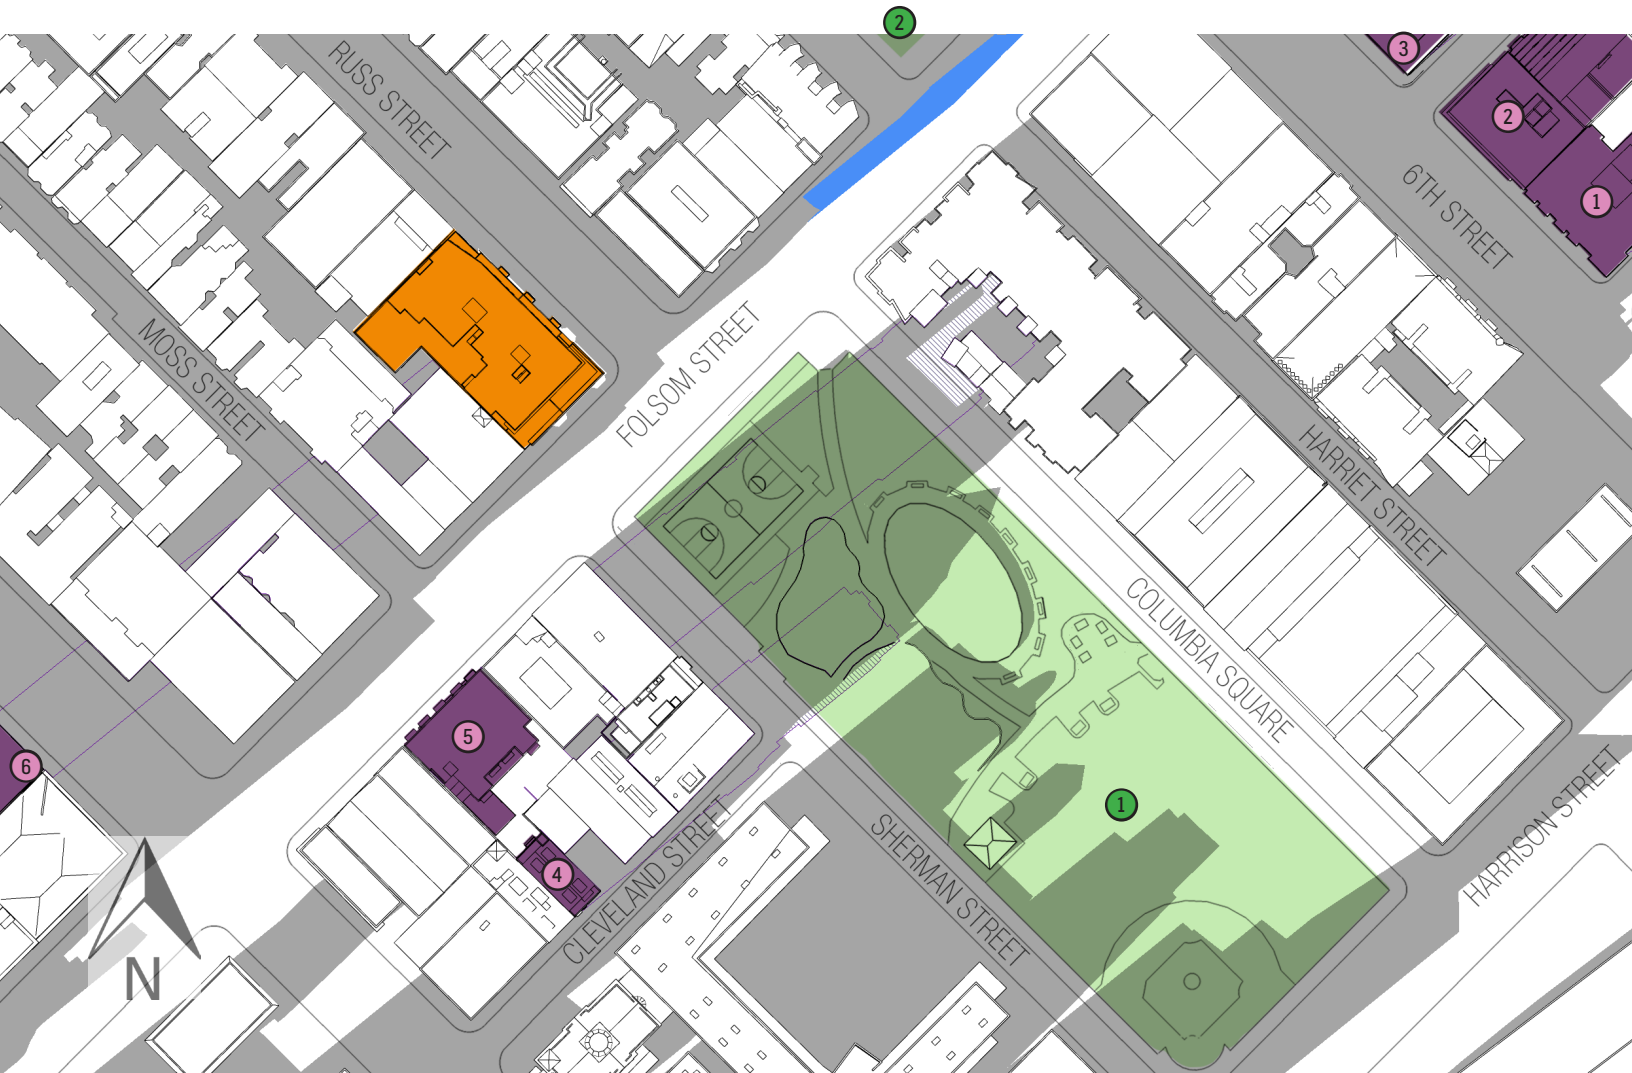 2
3
RUSS STREET
2
6TH STREET
1
MOSS STREET
FOLSOM STREET
HARRIET STREET
COLUMBIA SQUARE
5
6
1
HARRISON STREET
SHERMAN STREET
4
CLEVELAND STREET
N